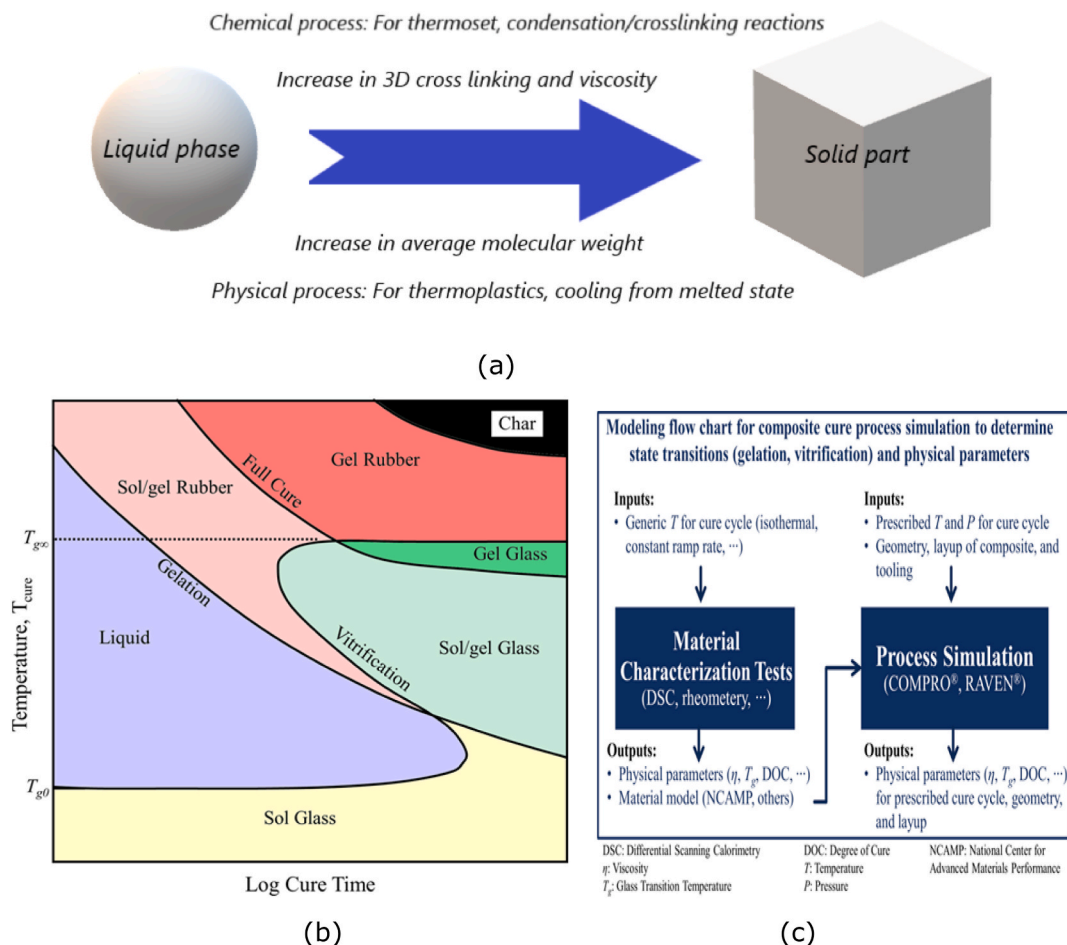 Chemical process: For thermoset, condensation/crosslinking reactions
Increase in 3D cross linking and viscosity
Liquid phase
Solid part
Increase in average molecular weight
Physical process: For thermoplastics, cooling from melted state
(a)
Char
Gel Rubber
Full Cure
Sol/gel Rubber
Tg∞
Gel Glass
Gelation
Temperature, Tcure
Liquid
Vitrification
Sol/gel Glass
Tg0
Sol Glass
Log Cure Time
(b)
Modeling flow chart for composite cure process simulation to determine
state transitions (gelation, vitrification) and physical parameters
Inputs:
• Generic T for cure cycle (isothermal,
constant ramp rate, ···)
Inputs:
• Prescribed T and P for cure cycle
• Geometry, layup of composite, and
tooling
Material
Characterization Tests
(DSC, rheometery, ···)
Process Simulation
(COMPRO®, RAVEN®)
Outputs:
• Physical parameters (η, Tg, DOC, ···)
• Material model (NCAMP, others)
Outputs:
• Physical parameters (η, Tg, DOC, ···)
for prescribed cure cycle, geometry,
and layup
DSC: Differential Scanning Calorimetry
η: Viscosity
Tg: Glass Transition Temperature
DOC: Degree of Cure
T: Temperature
P: Pressure
NCAMP: National Center for
Advanced Materials Performance
(c)